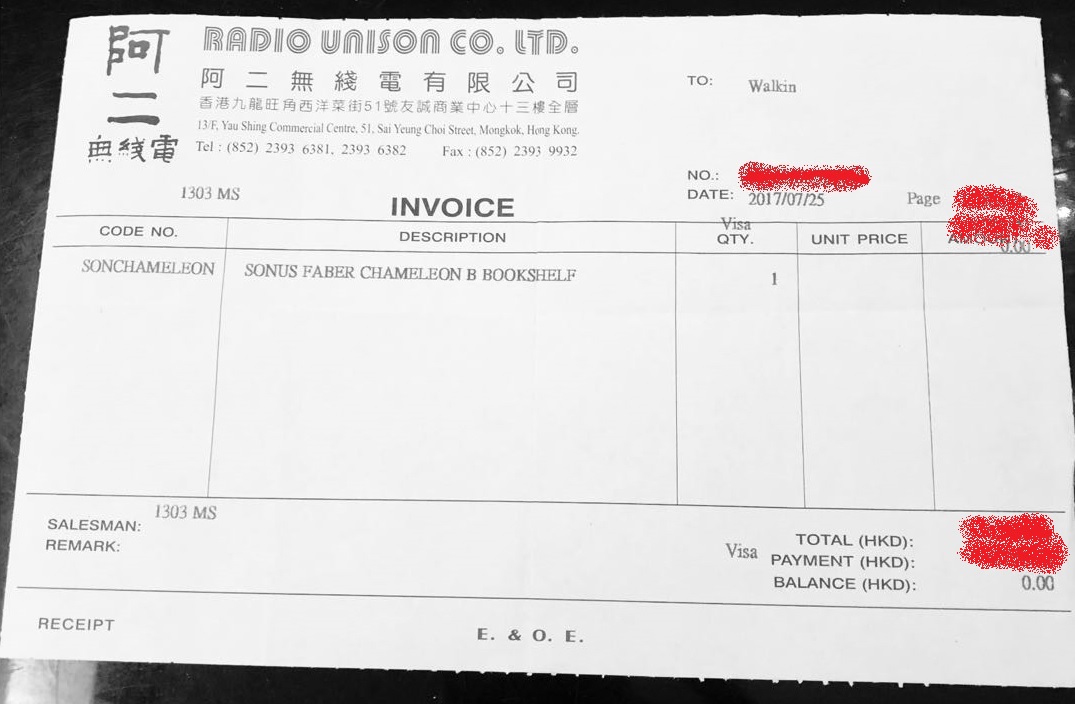 阿二無綫電
RADIO UNISON CO. LTD.
阿二無綫電有限公司
香港九龍旺角西洋菜街51號友誠商業中心十三樓全層
13/F, Yau Shing Commercial Centre, 51, Sai Yeung Choi Street, Mongkok, Hong Kong.
Tel : (852) 2393 6381, 2393 6382 Fax : (852) 2393 9932
TO: Walkin
NO.:
DATE: 2017/07/25 Page
1303 MS
INVOICE
Visa
0.00
CODE NO. DESCRIPTION QTY. UNIT PRICE
SONCHAMELEON SONUS FABER CHAMELEON B BOOKSHELF 1
SALESMAN: 1303 MS
REMARK:
TOTAL (HKD):
Visa PAYMENT (HKD):
BALANCE (HKD): 0.00
RECEIPT
E. & O. E.